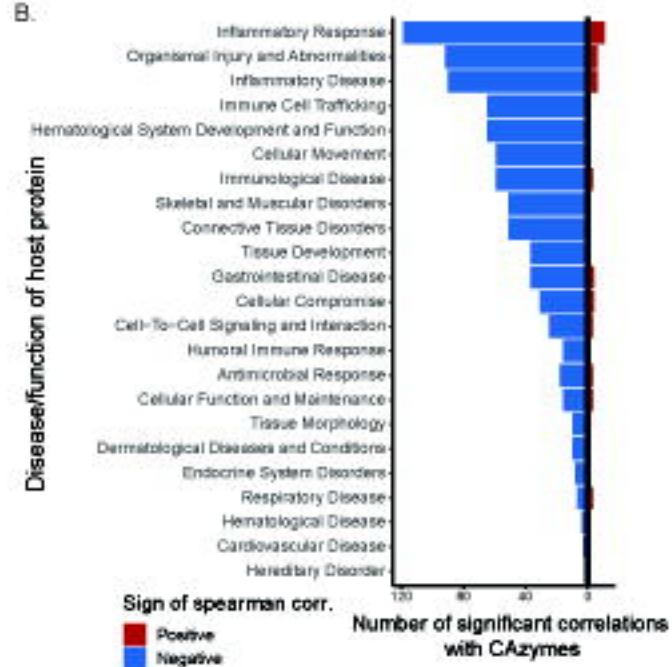 B.
Disease/function of host protein
Inflammatory Response
Organismal Injury and Abnormalities
Inflammatory Disease
Immune Cell Trafficking
Hematological System Development and Function
Cellular Movement
Immunological Disease
Skeletal and Muscular Disorders
Connective Tissue Disorders
Tissue Development
Gastrointestinal Disease
Cellular Compromise
Cell-To-Cell Signaling and Interaction
Humoral Immune Response
Antimicrobial Response
Cellular Function and Maintenance
Tissue Morphology
Dermatological Diseases and Conditions
Endocrine System Disorders
Respiratory Disease
Hematological Disease
Cardiovascular Disease
Hereditary Disorder
120 80 40 0
Number of significant correlations
with CAzymes
Sign of spearman corr.
Positive
Negative